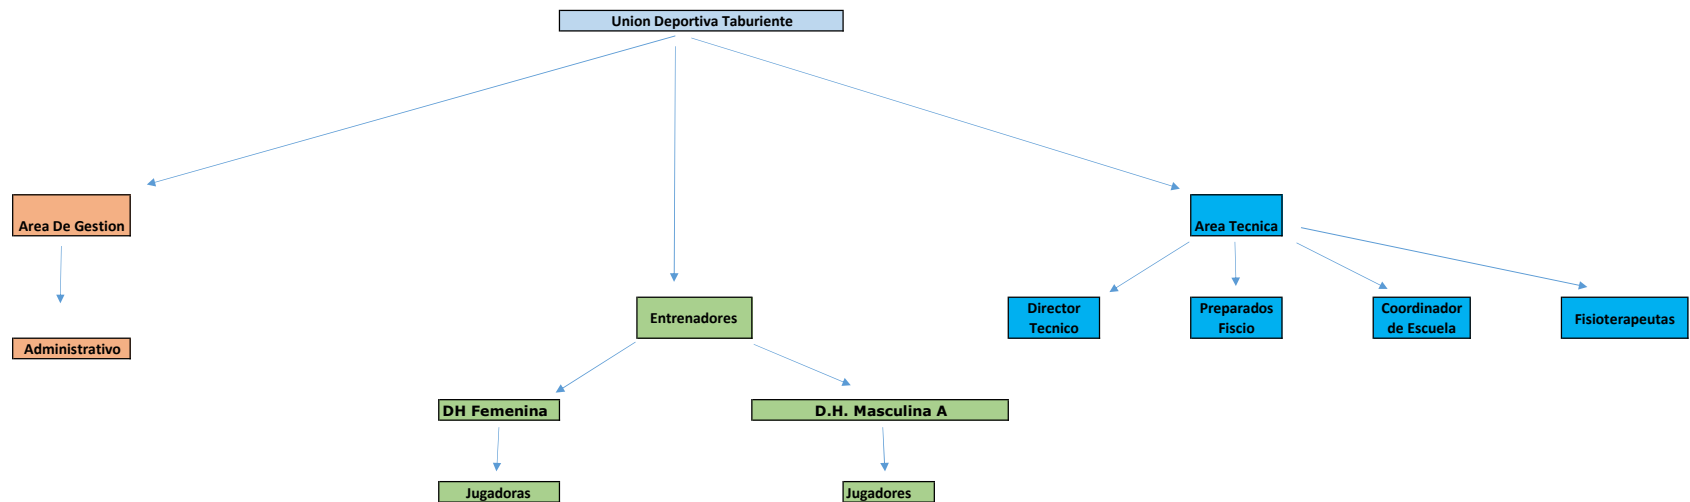 Union Deportiva Taburiente
Area De Gestion
Area Tecnica
Entrenadores
Director
Tecnico
Preparados
Fiscio
Coordinador
de Escuela
Fisioterapeutas
Administrativo
DH Femenina
D.H. Masculina A
Jugadoras
Jugadores